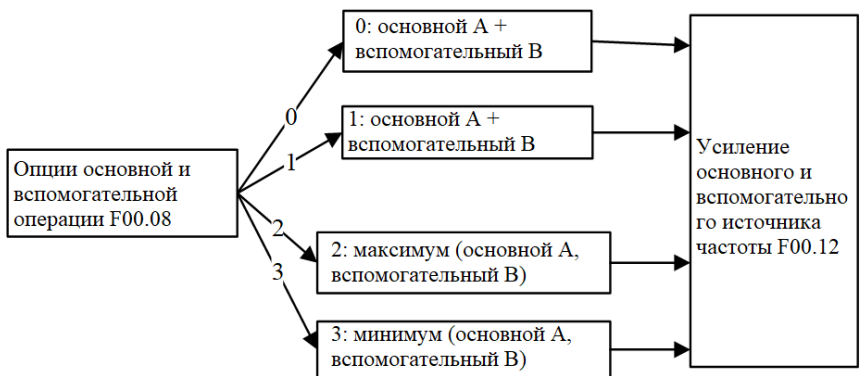 0: основной А +
вспомогательный В
0
1: основной А +
вспомогательный В
1
Опции основной и
вспомогательной
операции F00.08
2
2: максимум (основной А,
вспомогательный В)
3
3: минимум (основной А,
вспомогательный В)
Усиление
основного и
вспомогательно
го источника
частоты F00.12